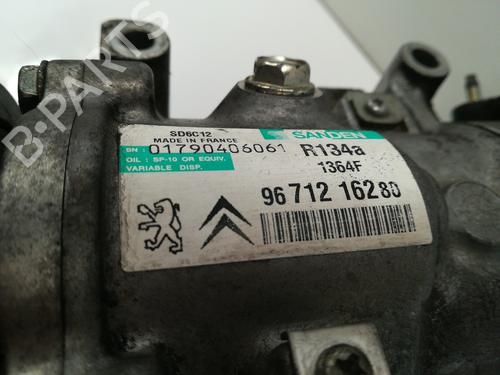 B-PARTS
SD6C12
MADE IN FRANCE
SANDEN
SN : 01790406061
R134a
OIL : SP-10 OR EQUIV.
VARIABLE DISP.
1364F
96 712 162 80